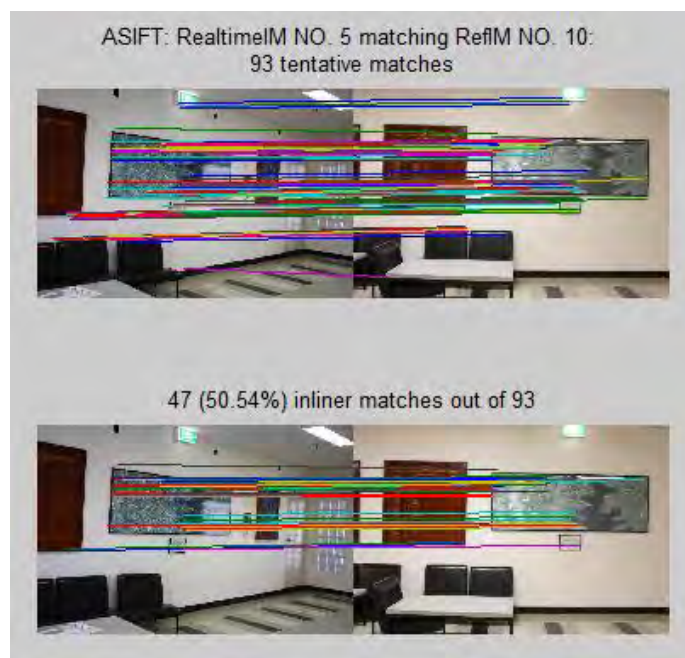 ASIFT: RealtimeIM NO. 5 matching RefIM NO. 10:
93 tentative matches
47 (50.54%) inliner matches out of 93